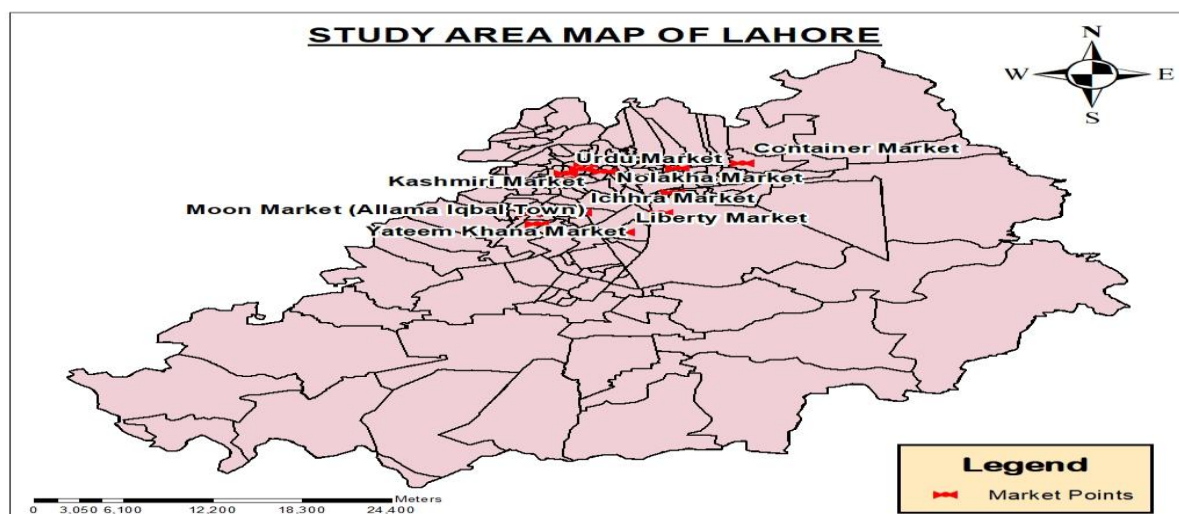 STUDY AREA MAP OF LAHORE
N
W E
S
Container Market
Urdu Market
Nolakha Market
Kashmiri Market
Ichhra Market
Moon Market (Allama Iqbal Town)
Liberty Market
Yateem Khana Market
Legend
Market Points
Meters
0 3,050 6,100 12,200 18,300 24,400